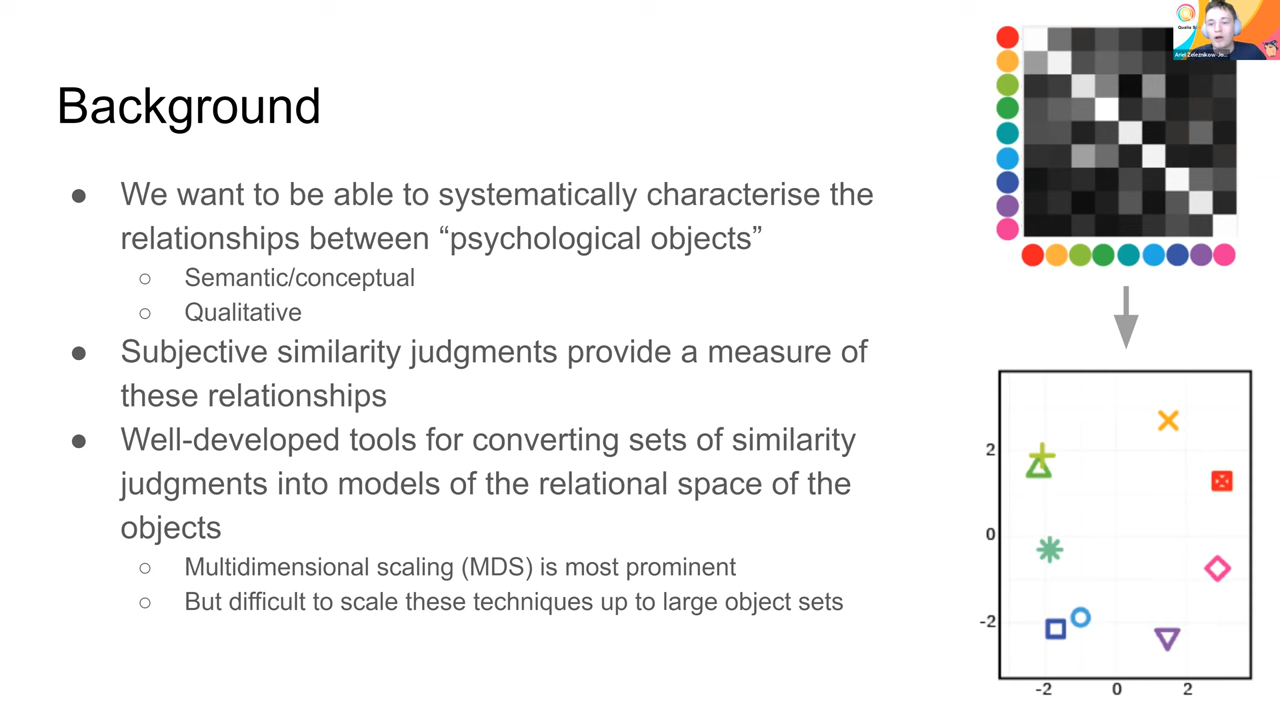 Background
● We want to be able to systematically characterise the
relationships between “psychological objects”
○ Semantic/conceptual
○ Qualitative
● Subjective similarity judgments provide a measure of
these relationships
● Well-developed tools for converting sets of similarity
judgments into models of the relational space of the
objects
○ Multidimensional scaling (MDS) is most prominent
○ But difficult to scale these techniques up to large object sets
Qualia
2
0
-2
-2 0 2